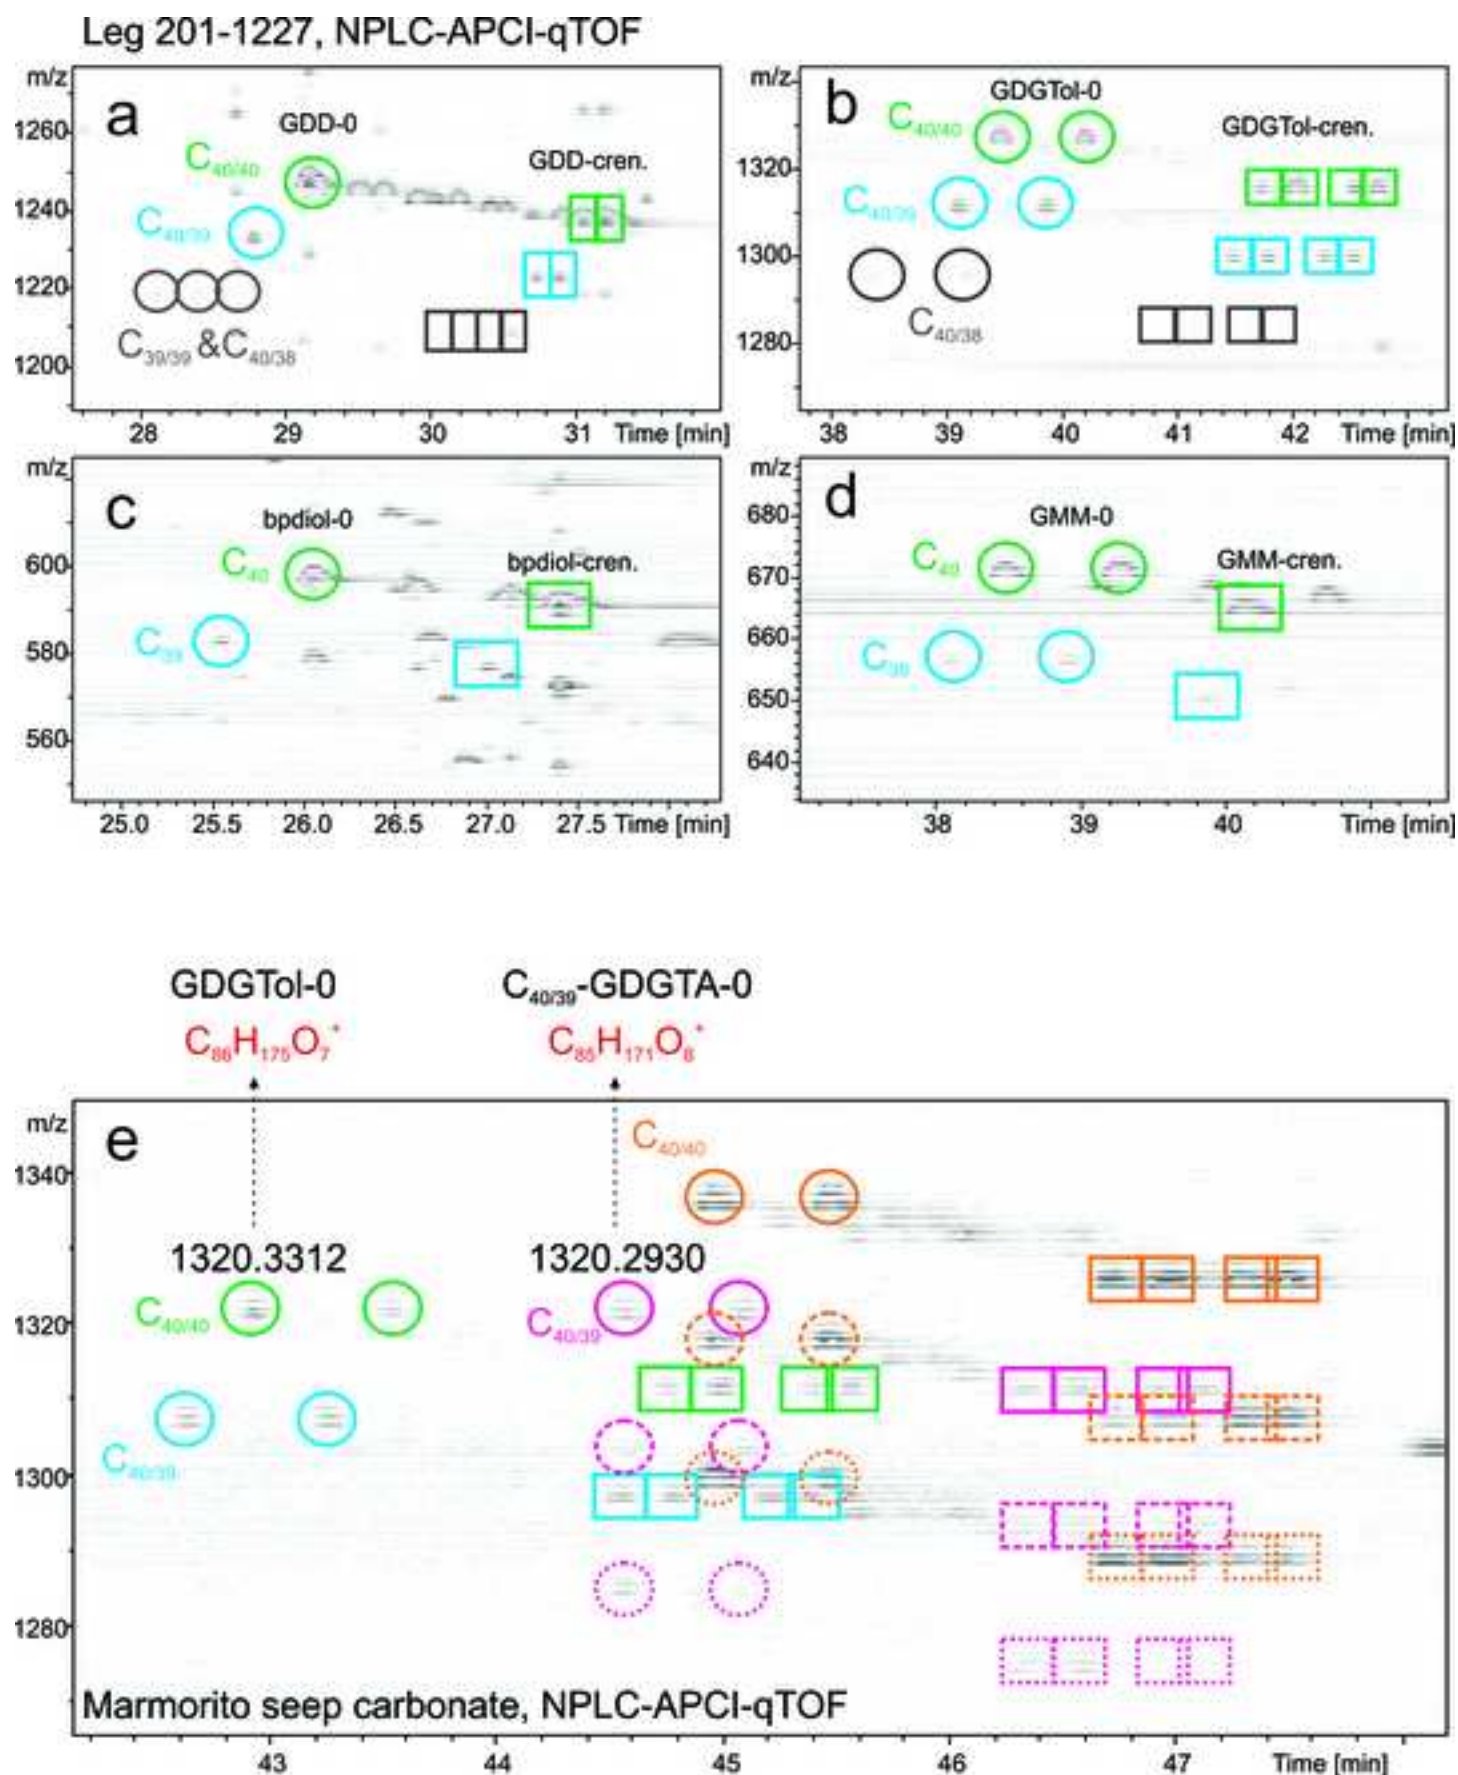 Leg 201-1227, NPLC-APCI-qTOF
m/z
a
GDD-0
GDD-cren.
C40/40
C40/39
C39/39 & C40/38
1260
1240
1220
1200
28 29 30 31 Time [min]
m/z
b
GDGTol-0
GDGTol-cren.
C40/40
C40/39
C40/38
1320
1300
1280
38 39 40 41 42 Time [min]
m/z
c
bpdiol-0
bpdiol-cren.
C40
C39
600
580
560
25.0 25.5 26.0 26.5 27.0 27.5 Time [min]
m/z
d
GMM-0
GMM-cren.
C40
C39
680
670
660
650
640
38 39 40 Time [min]
GDGTol-0 C40/39-GDGTA-0
C86H175O7+ C85H171O8+
m/z
e
C40/40
1340
1320.3312 1320.2930
C40/40
C40/39
1320
C40/39
1300
1280
Marmorito seep carbonate, NPLC-APCI-qTOF
43 44 45 46 47 Time [min]